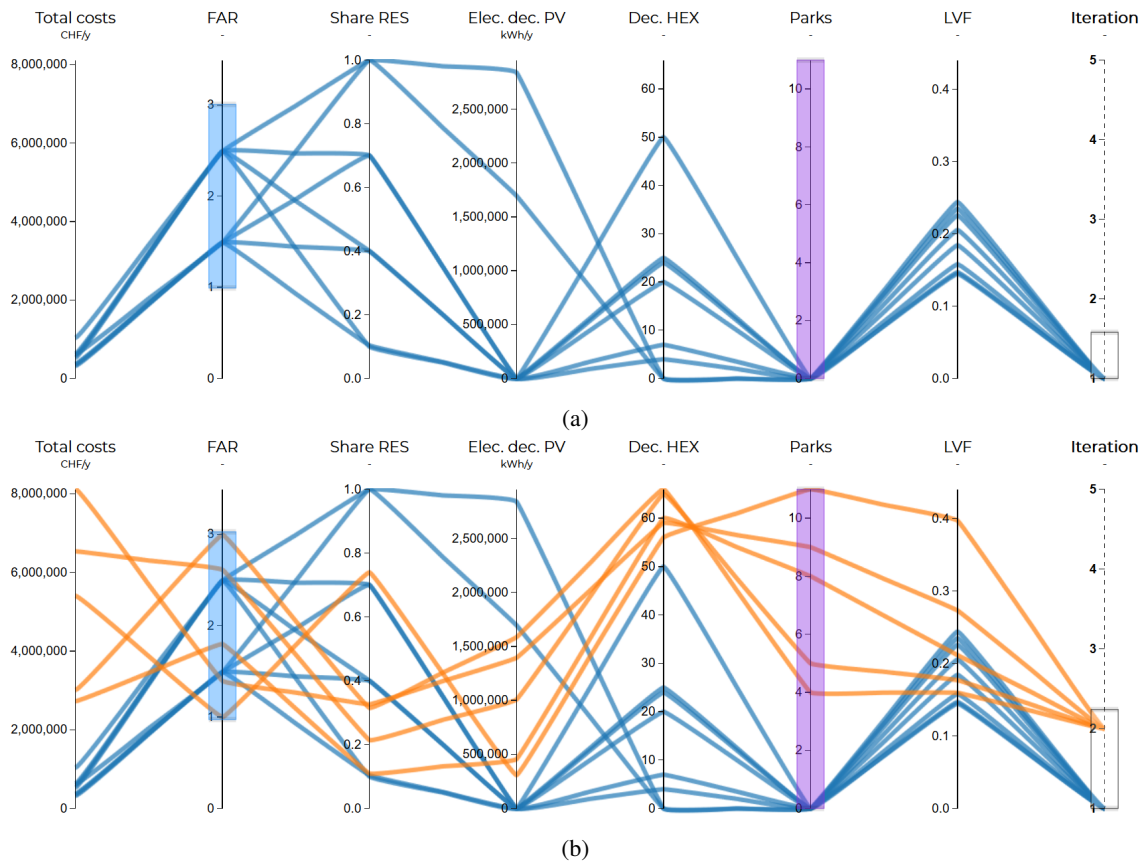 Total costs FAR Share RES Elec. dec. PV Dec. HEX Parks LVF Iteration
CHF/y - - kWh/y - - - -
8,000,000 6,000,000 4,000,000 2,000,000 0
3 2 1 0
1.0 0.8 0.6 0.4 0.2 0.0
2,500,000 2,000,000 1,500,000 1,000,000 500,000 0
60 50 40 30 20 10 0
10 8 6 4 2 0
0.4 0.3 0.2 0.1 0.0
5 4 3 2 1
(a)
Total costs FAR Share RES Elec. dec. PV Dec. HEX Parks LVF Iteration
CHF/y - - kWh/y - - - -
8,000,000 6,000,000 4,000,000 2,000,000 0
3 2 1 0
1.0 0.8 0.6 0.4 0.2 0.0
2,500,000 2,000,000 1,500,000 1,000,000 500,000 0
60 50 40 30 20 10 0
10 8 6 4 2 0
0.4 0.3 0.2 0.1 0.0
5 4 3 2 1
(b)